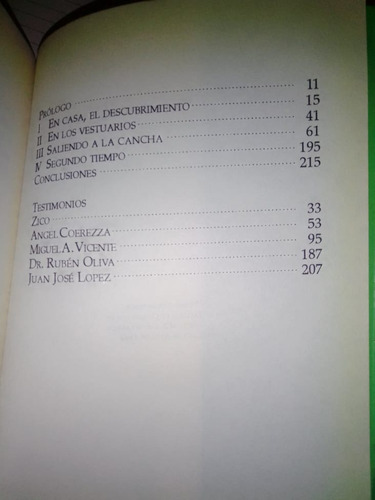 PRÓLOGO 11
I EN CASA, EL DESCUBRIMIENTO 15
II EN LOS VESTUARIOS 41
III SALIENDO A LA CANCHA 61
IV SEGUNDO TIEMPO 195
CONCLUSIONES 215
TESTIMONIOS
ZICO 33
ANGEL COEREZZA 53
MIGUEL A. VICENTE 95
DR. RUBÉN OLIVA 187
JUAN JOSÉ LOPEZ 207